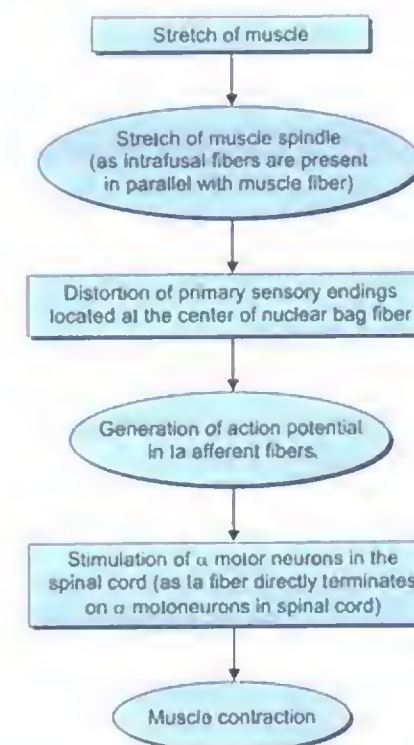 Stretch of muscle
Stretch of muscle spindle
(as intrafusal fibers are present
in parallel with muscle fiber)
Distortion of primary sensory endings
located at the center of nuclear bag fiber
Generation of action potential
in Ia afferent fibers.
Stimulation of α motor neurons in the
spinal cord (as Ia fiber directly terminates
on α motoneurons in spinal cord)
Muscle contraction